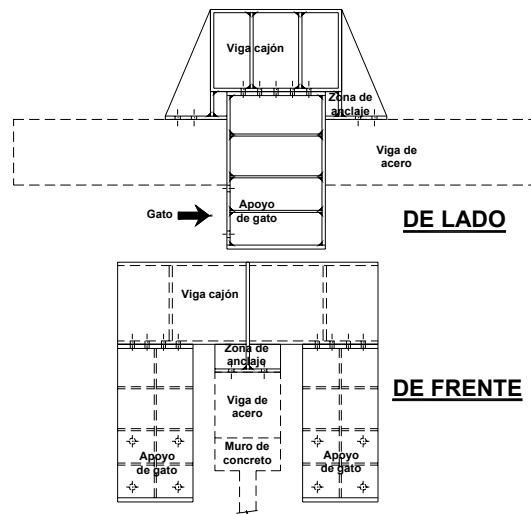 Viga cajón
Zona de
anclaje
Viga de
acero
Apoyo
de gato
Gato
DE LADO
Viga cajón
Zona de
anclaje
DE FRENTE
Viga de
acero
Muro de
concreto
Apoyo
de gato
Apoyo
de gato